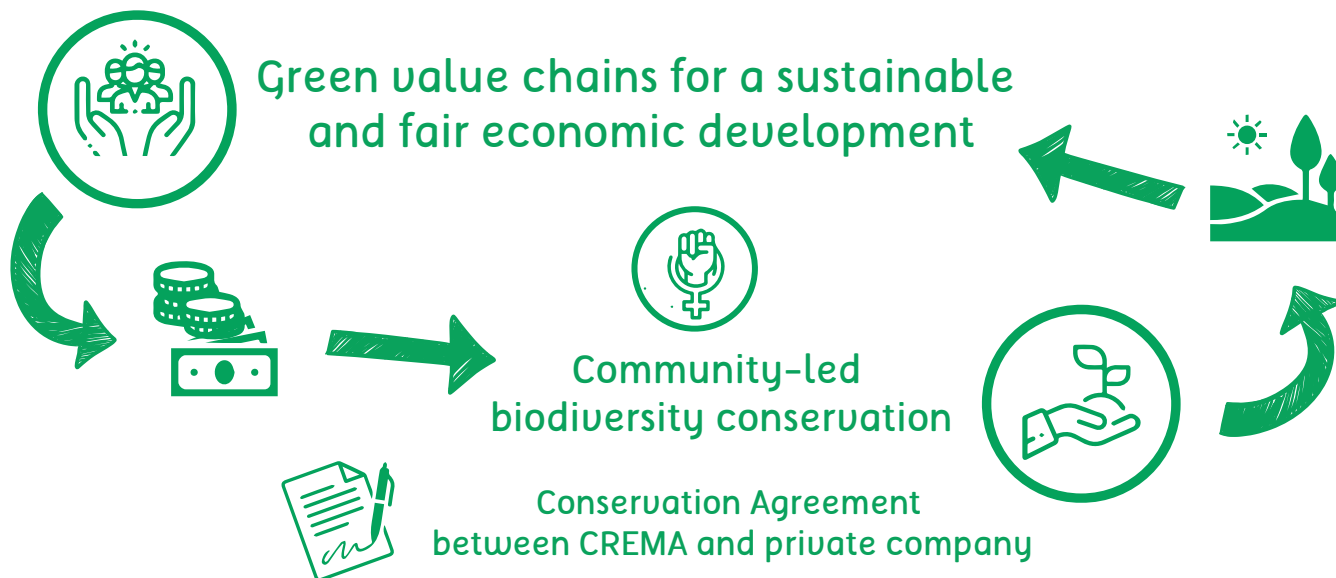 Green value chains for a sustainable
and fair economic development
Community-led
biodiversity conservation
Conservation Agreement
between CREMA and private company